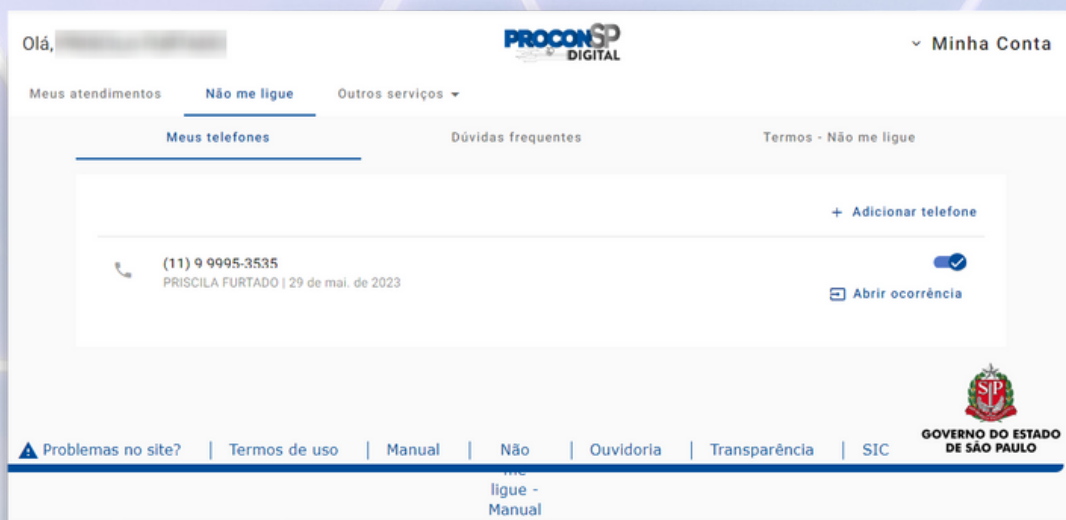 Olá,
PROCONSP
DIGITAL
Minha Conta
Meus atendimentos Não me ligue Outros serviços
Meus telefones Dúvidas frequentes Termos - Não me ligue
+ Adicionar telefone
(11) 9 9995-3535
PRISCILA FURTADO | 29 de mai. de 2023
Abrir ocorrência
SP
GOVERNO DO ESTADO
DE SÃO PAULO
Problemas no site? | Termos de uso | Manual | Não | Ouvidoria | Transparência | SIC
me
ligue -
Manual